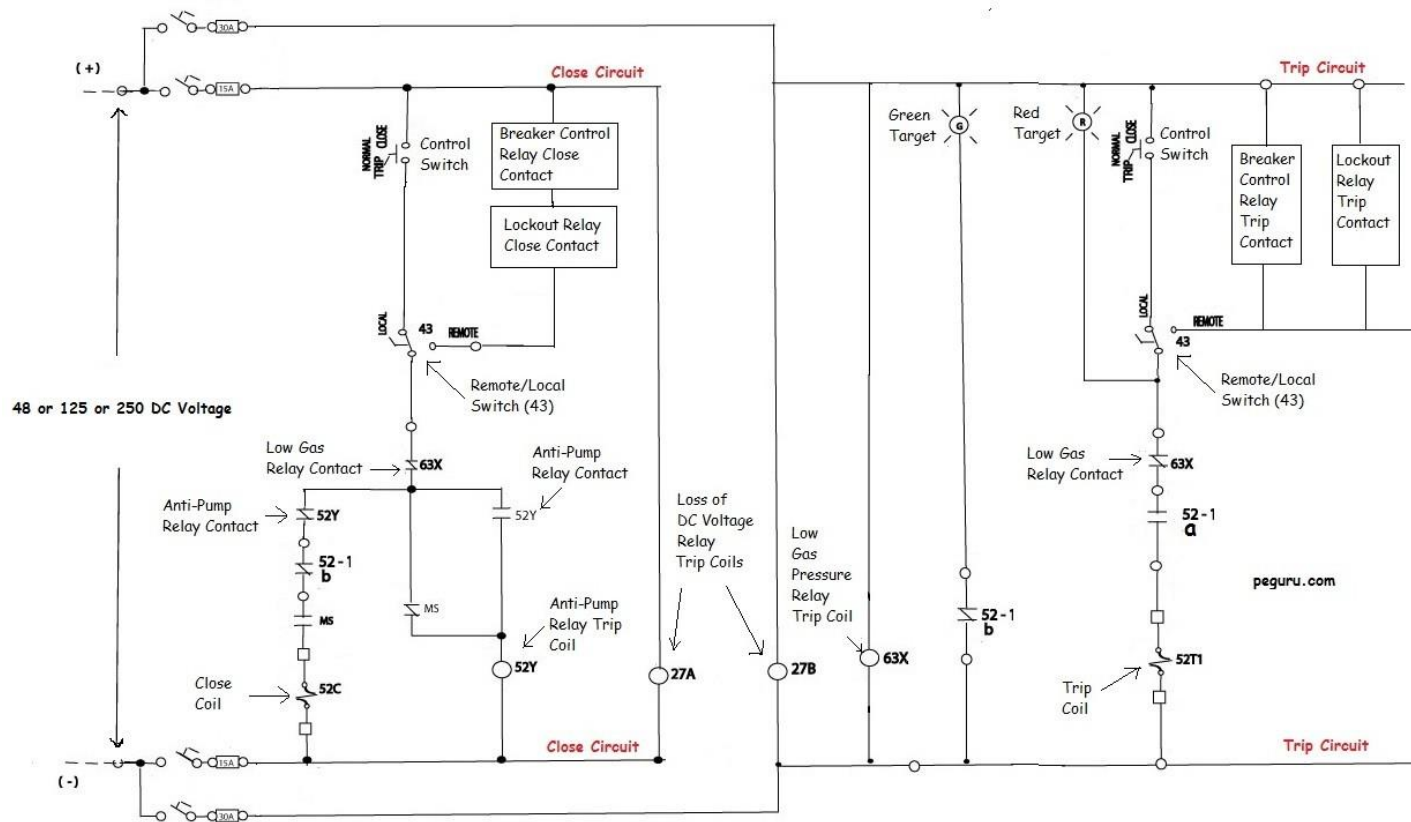 30A
(+)
15A
Close Circuit
Trip Circuit
NORMAL
TRIP CLOSE
Control
Switch
Breaker Control
Relay Close
Contact
Lockout Relay
Close Contact
Green
Target
G
Red
Target
R
NORMAL
TRIP CLOSE
Control
Switch
Breaker
Control
Relay
Trip
Contact
Lockout
Relay
Trip
Contact
LOCAL
43
REMOTE
Remote/Local
Switch (43)
LOCAL
REMOTE
43
Remote/Local
Switch (43)
48 or 125 or 250 DC Voltage
Low Gas
Relay Contact
63X
Anti-Pump
Relay Contact
Low Gas
Relay Contact
63X
Anti-Pump
Relay Contact
52Y
52Y
Loss of
DC Voltage
Relay
Trip Coils
Low
Gas
Pressure
Relay
Trip Coil
52-1
a
52-1
b
MS
MS
Anti-Pump
Relay Trip
Coil
52-1
b
peguru.com
Close
Coil
52C
52Y
27A
27B
63X
52T1
Trip
Coil
Close Circuit
Trip Circuit
15A
(-)
30A